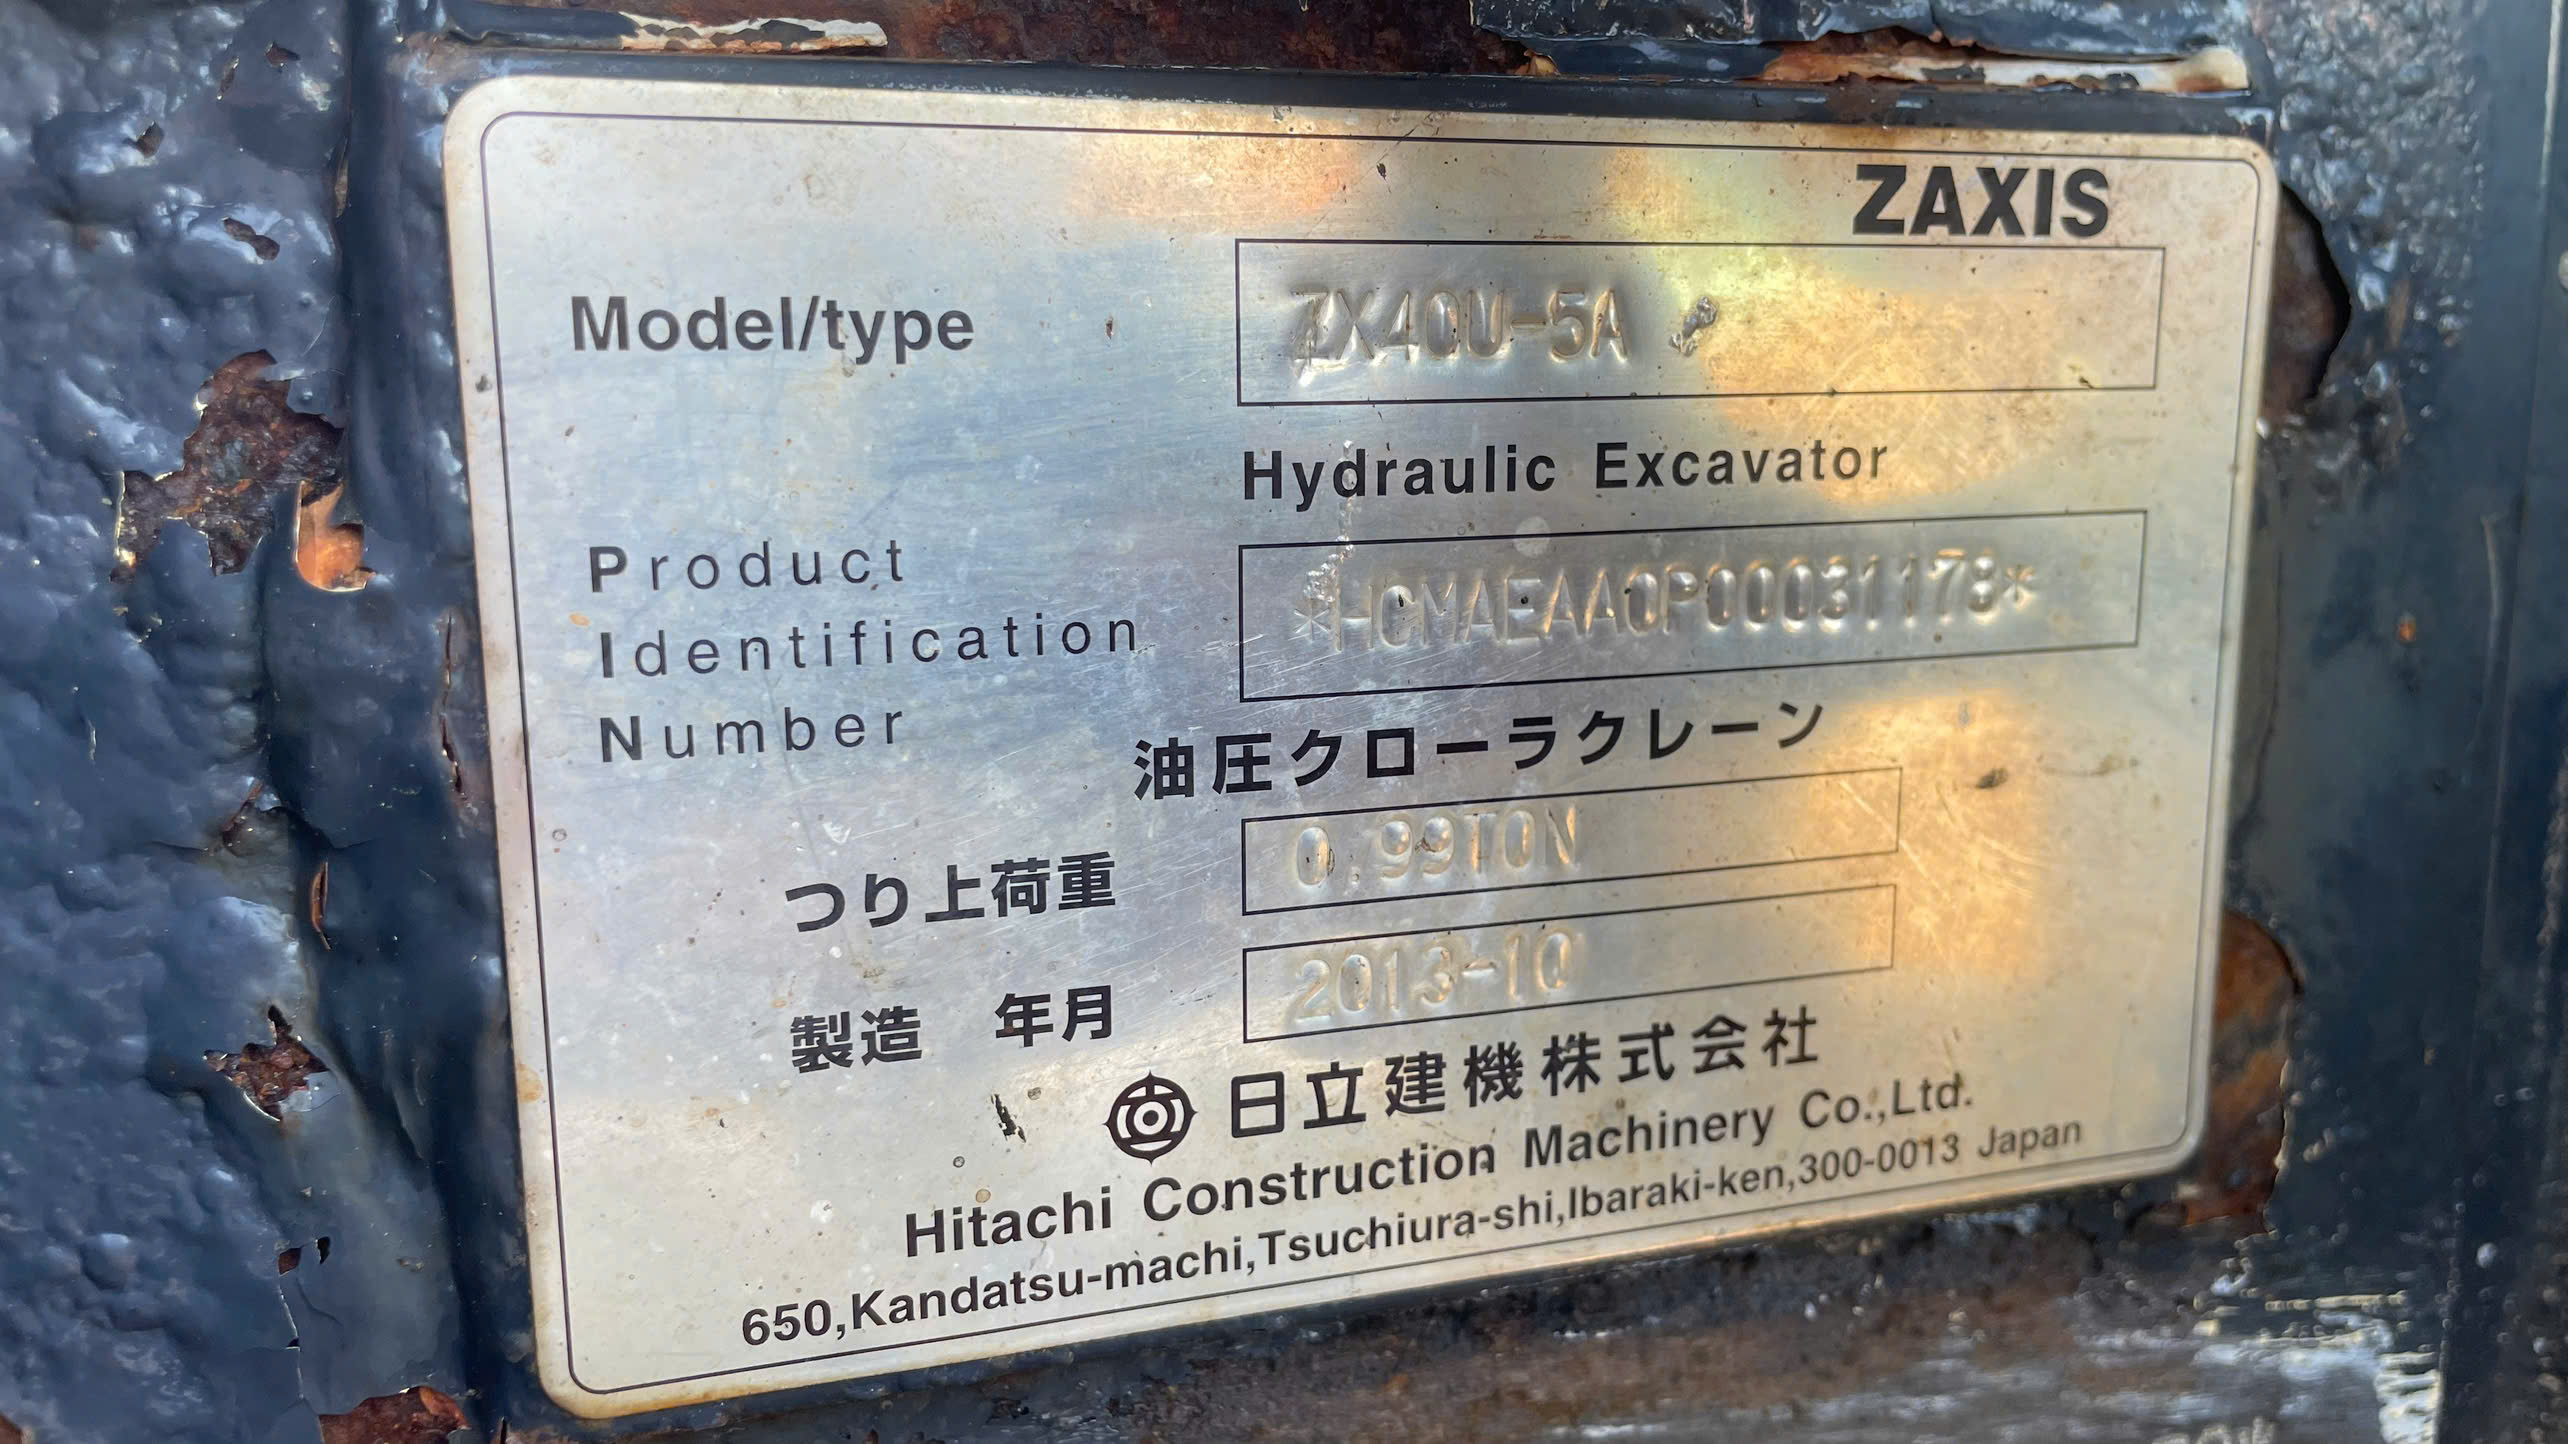 ZAXIS
Model/type ZX40U-5A
Hydraulic Excavator
Product
Identification
Number
*HCMAEAA0P00031178*
油圧クローラクレーン
つり上荷重 0.99TON
製造 年月 2013-10
日立建機株式会社
Hitachi Construction Machinery Co.,Ltd.
650,Kandatsu-machi,Tsuchiura-shi,Ibaraki-ken,300-0013 Japan